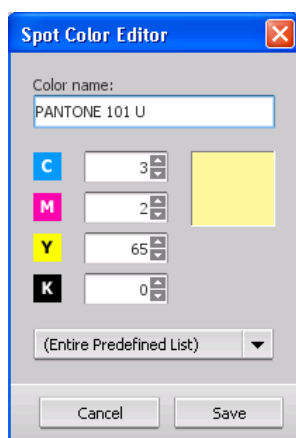 Spot Color Editor
Color name:
PANTONE 101 U
C 3
M 2
Y 65
K 0
(Entire Predefined List)
Cancel Save